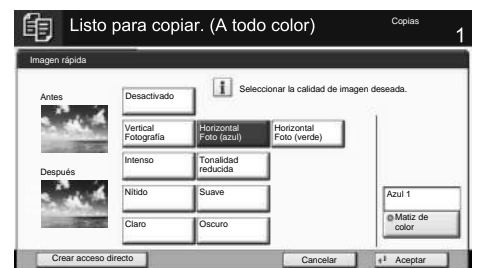 Listo para copiar. (A todo color)
Copias
1
Imagen rápida
Antes
Después
Desactivado
Seleccionar la calidad de imagen deseada.
Vertical
Fotografía
Horizontal
Foto (azul)
Horizontal
Foto (verde)
Intenso
Tonalidad
reducida
Nítido
Suave
Claro
Oscuro
Azul 1
Matiz de
color
Crear acceso directo
Cancelar
Aceptar